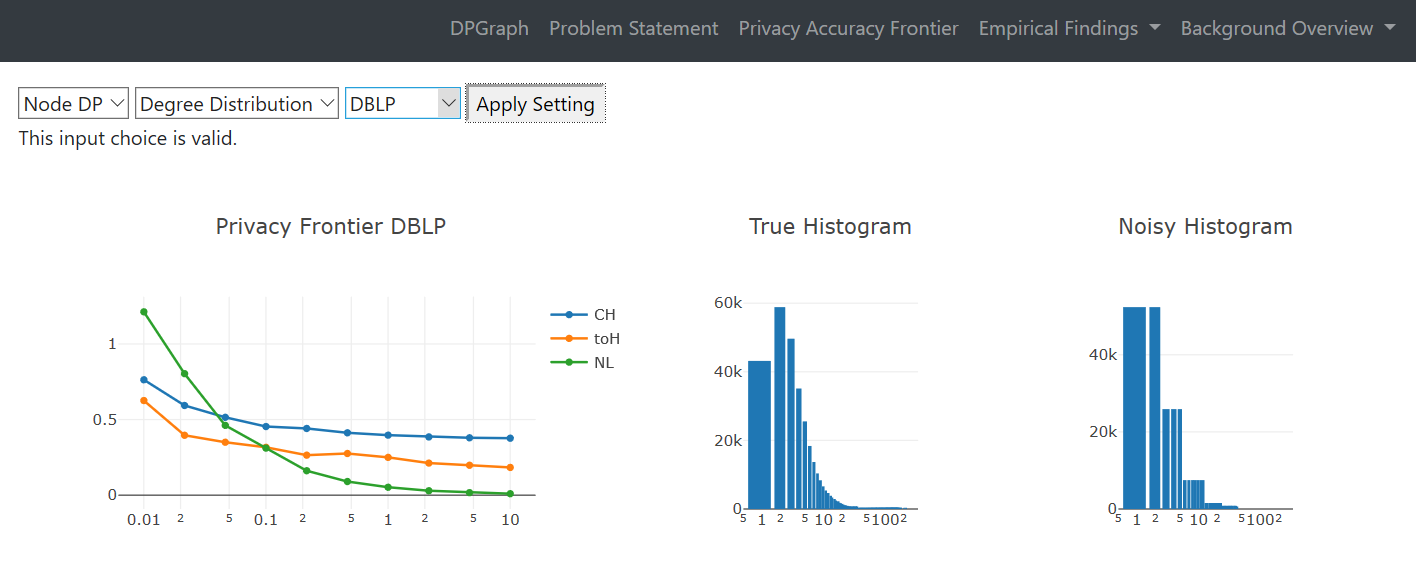 DPGraph Problem Statement Privacy Accuracy Frontier Empirical Findings Background Overview
Node DP Degree Distribution DBLP Apply Setting
This input choice is valid.
Privacy Frontier DBLP
1
0.5
0
0.01 2 5 0.1 2 5 1 2 5 10
CH
toH
NL
True Histogram
60k
40k
20k
0
5 1 2 5 10 2 5 100 2
Noisy Histogram
40k
20k
0
5 1 2 5 10 2 5 100 2